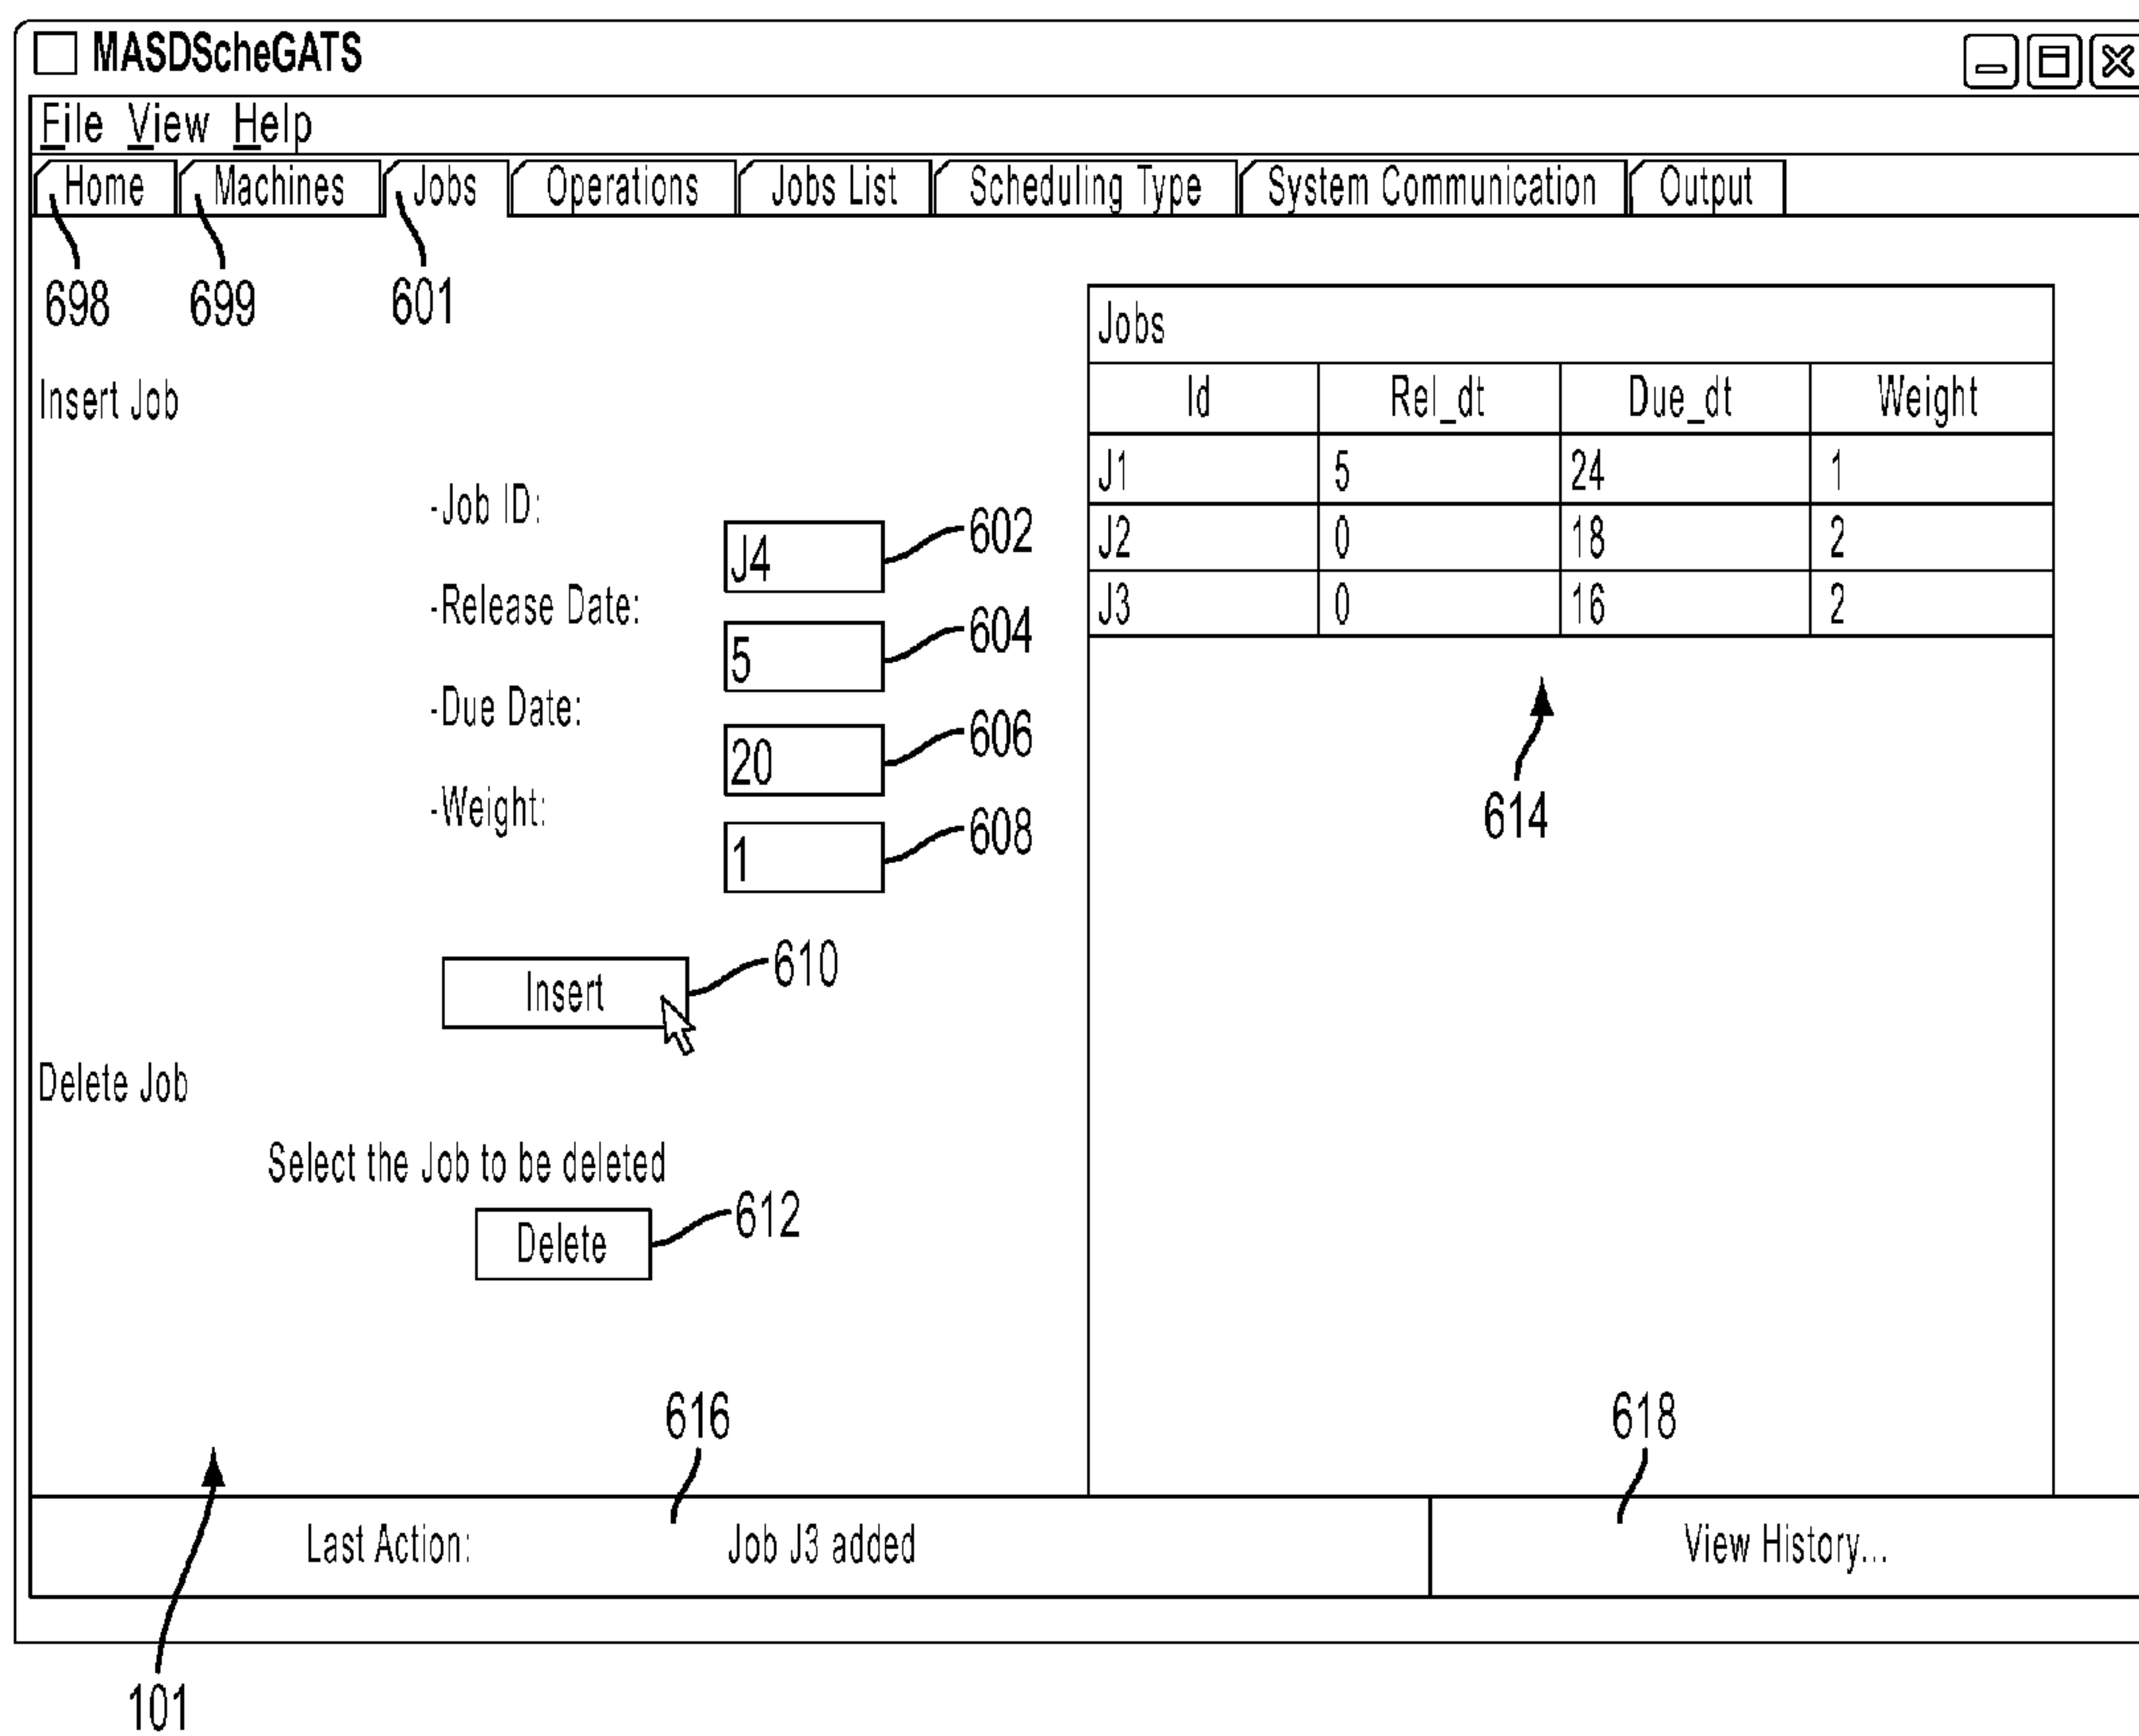 MASDScheGATS
File View Help
Home Machines Jobs Operations Jobs List Scheduling Type System Communication Output
698 699 601
Jobs
Id Rel_dt Due_dt Weight
J1 5 24 1
J2 0 18 2
J3 0 16 2
614
Insert Job
-Job ID:
J4 602
-Release Date:
5 604
-Due Date:
20 606
-Weight:
1 608
Insert 610
Delete Job
Select the Job to be deleted
Delete 612
616 618
Last Action: Job J3 added View History...
101